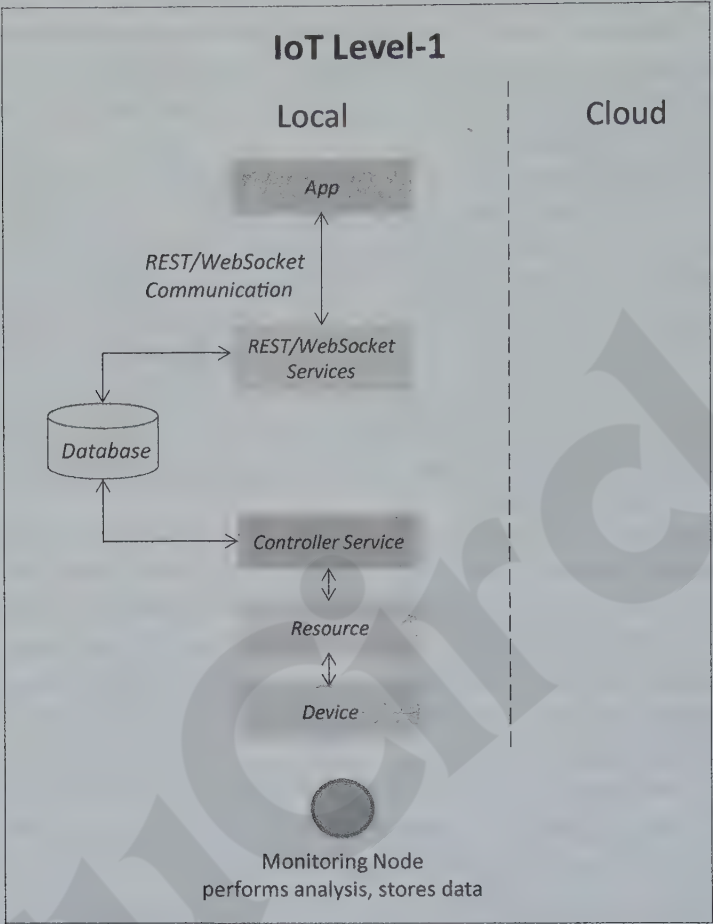 IoT Level-1
Local
Cloud
App
REST/WebSocket
Communication
REST/WebSocket
Services
Database
Controller Service
Resource
Device
Monitoring Node
performs analysis, stores data